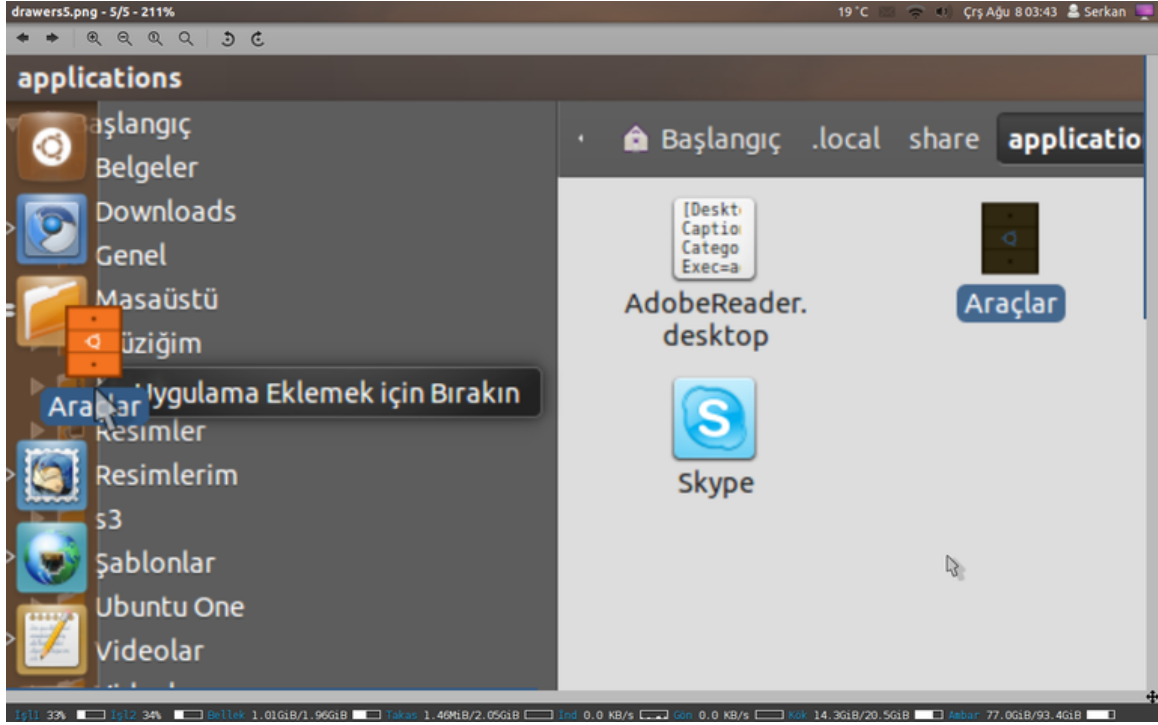 drawers5.png - 5/5 - 211%
19 °C
Çrş Ağu 8 03:43
Serkan
applications
aşlangıç
Belgeler
Downloads
Genel
Masaüstü
üziğim
Uygulama Eklemek için Bırakın
Araçlar
Resimler
Resimlerim
s3
Şablonlar
Ubuntu One
Videolar
Başlangıç .local share applicatio
[Deskt
Captio
Catego
Exec=a
AdobeReader.
desktop
Araçlar
Skype
İşl1 33% İşl2 34% Bellek 1.01GiB/1.96GiB Takas 1.46MiB/2.05GiB İnd 0.0 KB/s Gön 0.0 KB/s Kök 14.3GiB/20.5GiB Ambar 77.0GiB/93.4GiB